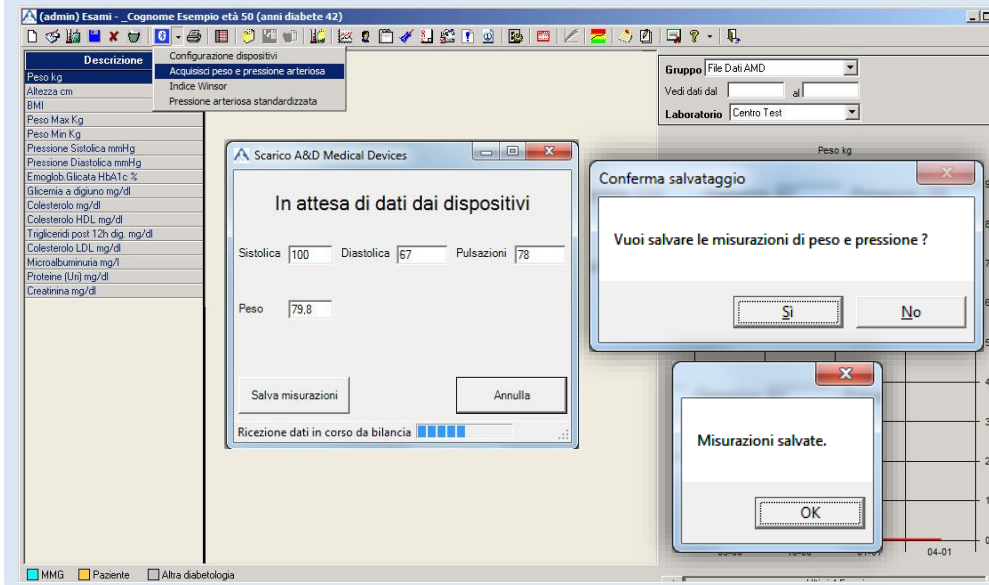 (admin) Esami - _Cognome Esempio età 50 (anni diabete 42)
Configurazione dispositivi
Acquisisci peso e pressione arteriosa
Indice Winsor
Pressione arteriosa standardizzata
Descrizione
Peso kg
Altezza cm
BMI
Peso Max Kg
Peso Min Kg
Pressione Sistolica mmHg
Pressione Diastolica mmHg
Emoglob.Glicata HbA1c %
Glicemia a digiuno mg/dl
Colesterolo mg/dl
Colesterolo HDL mg/dl
Trigliceridi post 12h dig. mg/dl
Colesterolo LDL mg/dl
Microalbuminuria mg/l
Proteine (Uri) mg/dl
Creatinina mg/dl
Gruppo File Dati AMD
Vedi dati dal al
Laboratorio Centro Test
Peso kg
Scarico A&D Medical Devices
In attesa di dati dai dispositivi
Sistolica 100 Diastolica 67 Pulsazioni 78
Peso 79,8
Salva misurazioni Annulla
Ricezione dati in corso da bilancia
Conferma salvataggio
Vuoi salvare le misurazioni di peso e pressione ?
Sì No
Misurazioni salvate.
OK
04-01
MMG Paziente Altra diabetologia